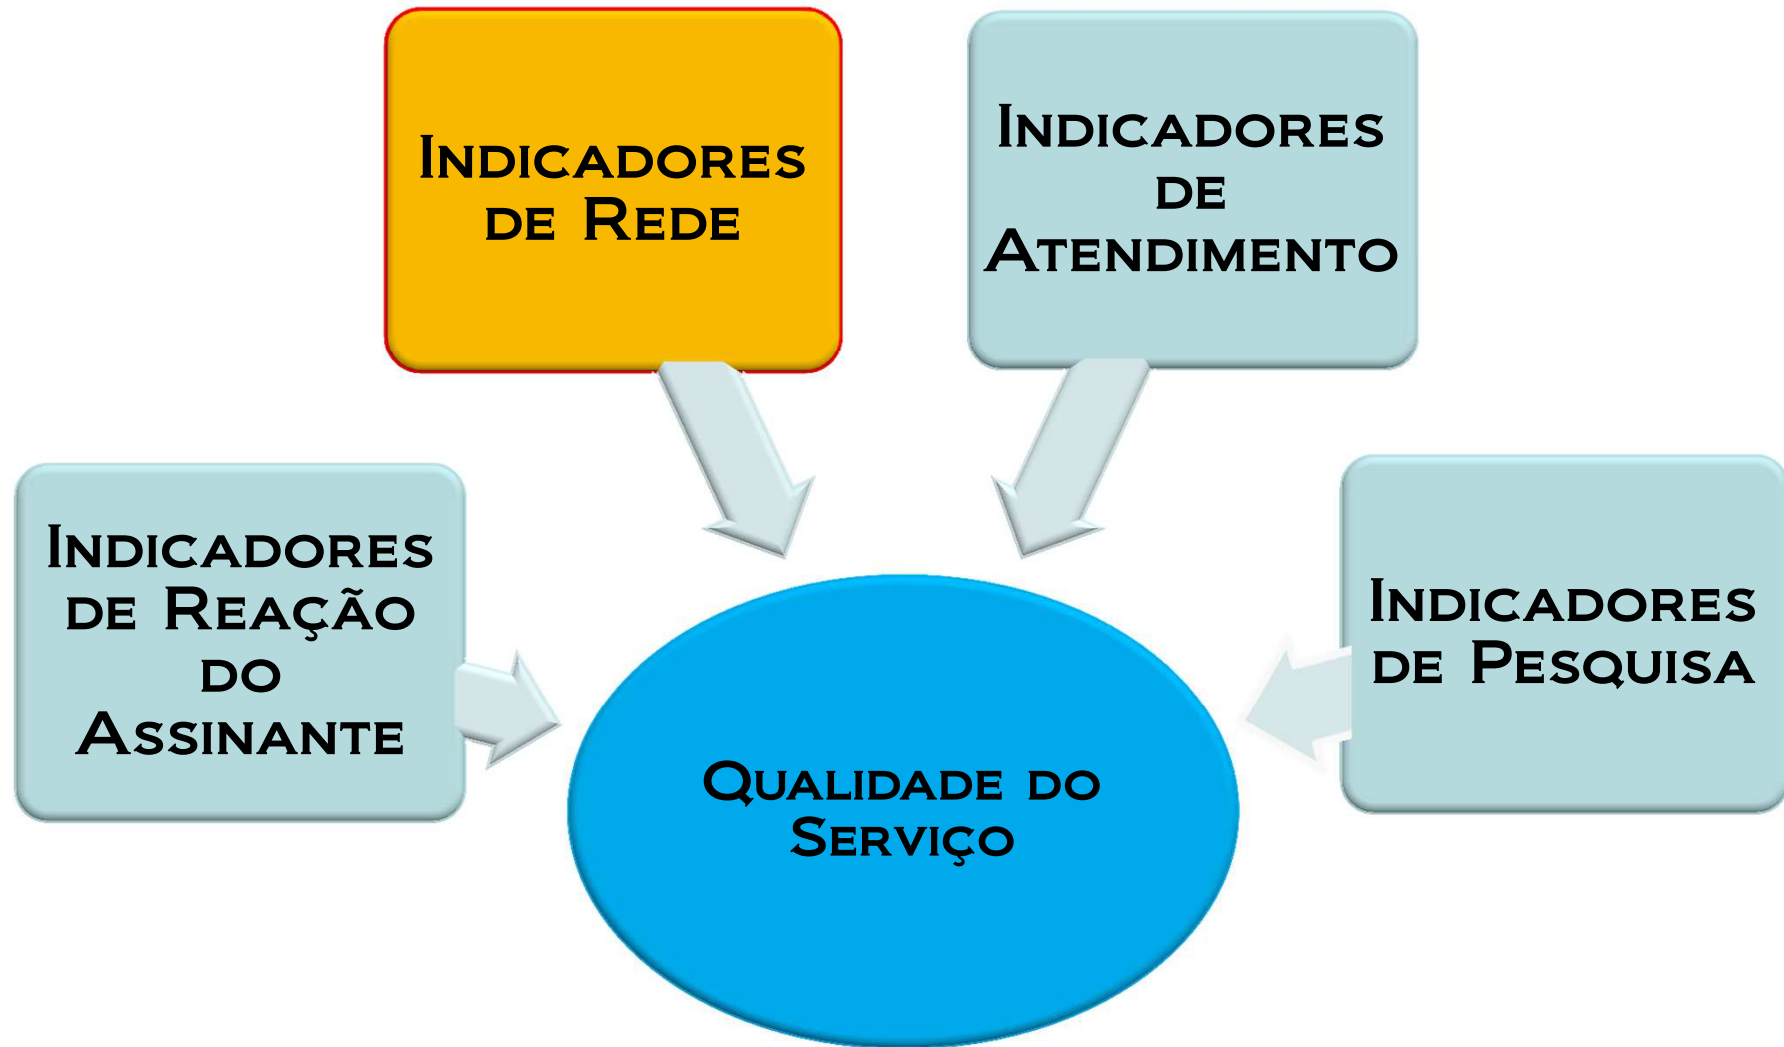 Indicadores
de Rede
Indicadores
de
Atendimento
Indicadores
de Reação
do
Assinante
Indicadores
de Pesquisa
Qualidade do
Serviço